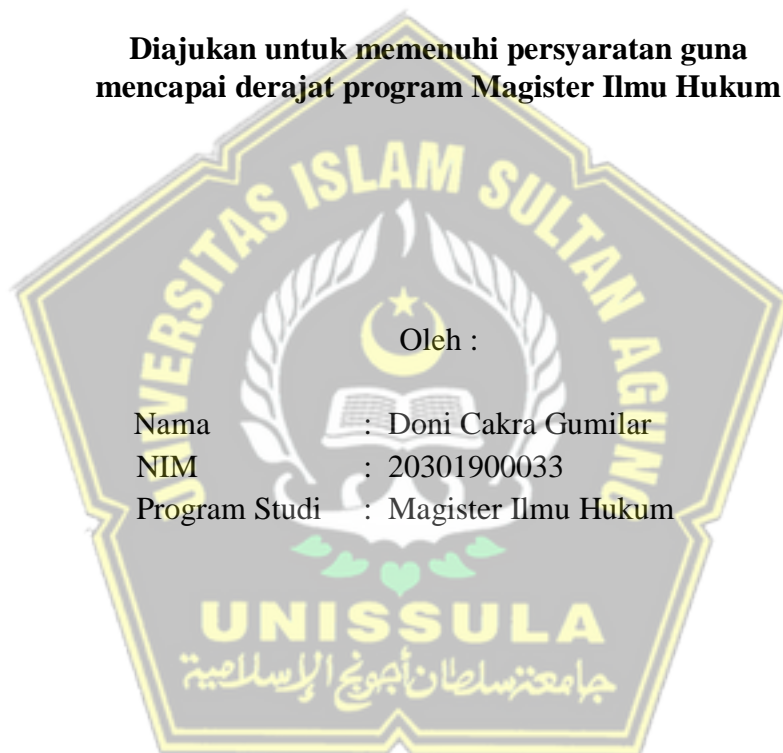 Diajukan untuk memenuhi persyaratan guna
mencapai derajat program Magister Ilmu Hukum
UNIVERSITAS ISLAM SULTAN AGUNG
Oleh :
Nama : Doni Cakra Gumilar
NIM : 20301900033
Program Studi : Magister Ilmu Hukum
UNISSULA
جامعة سلطان أجونج الإسلامية